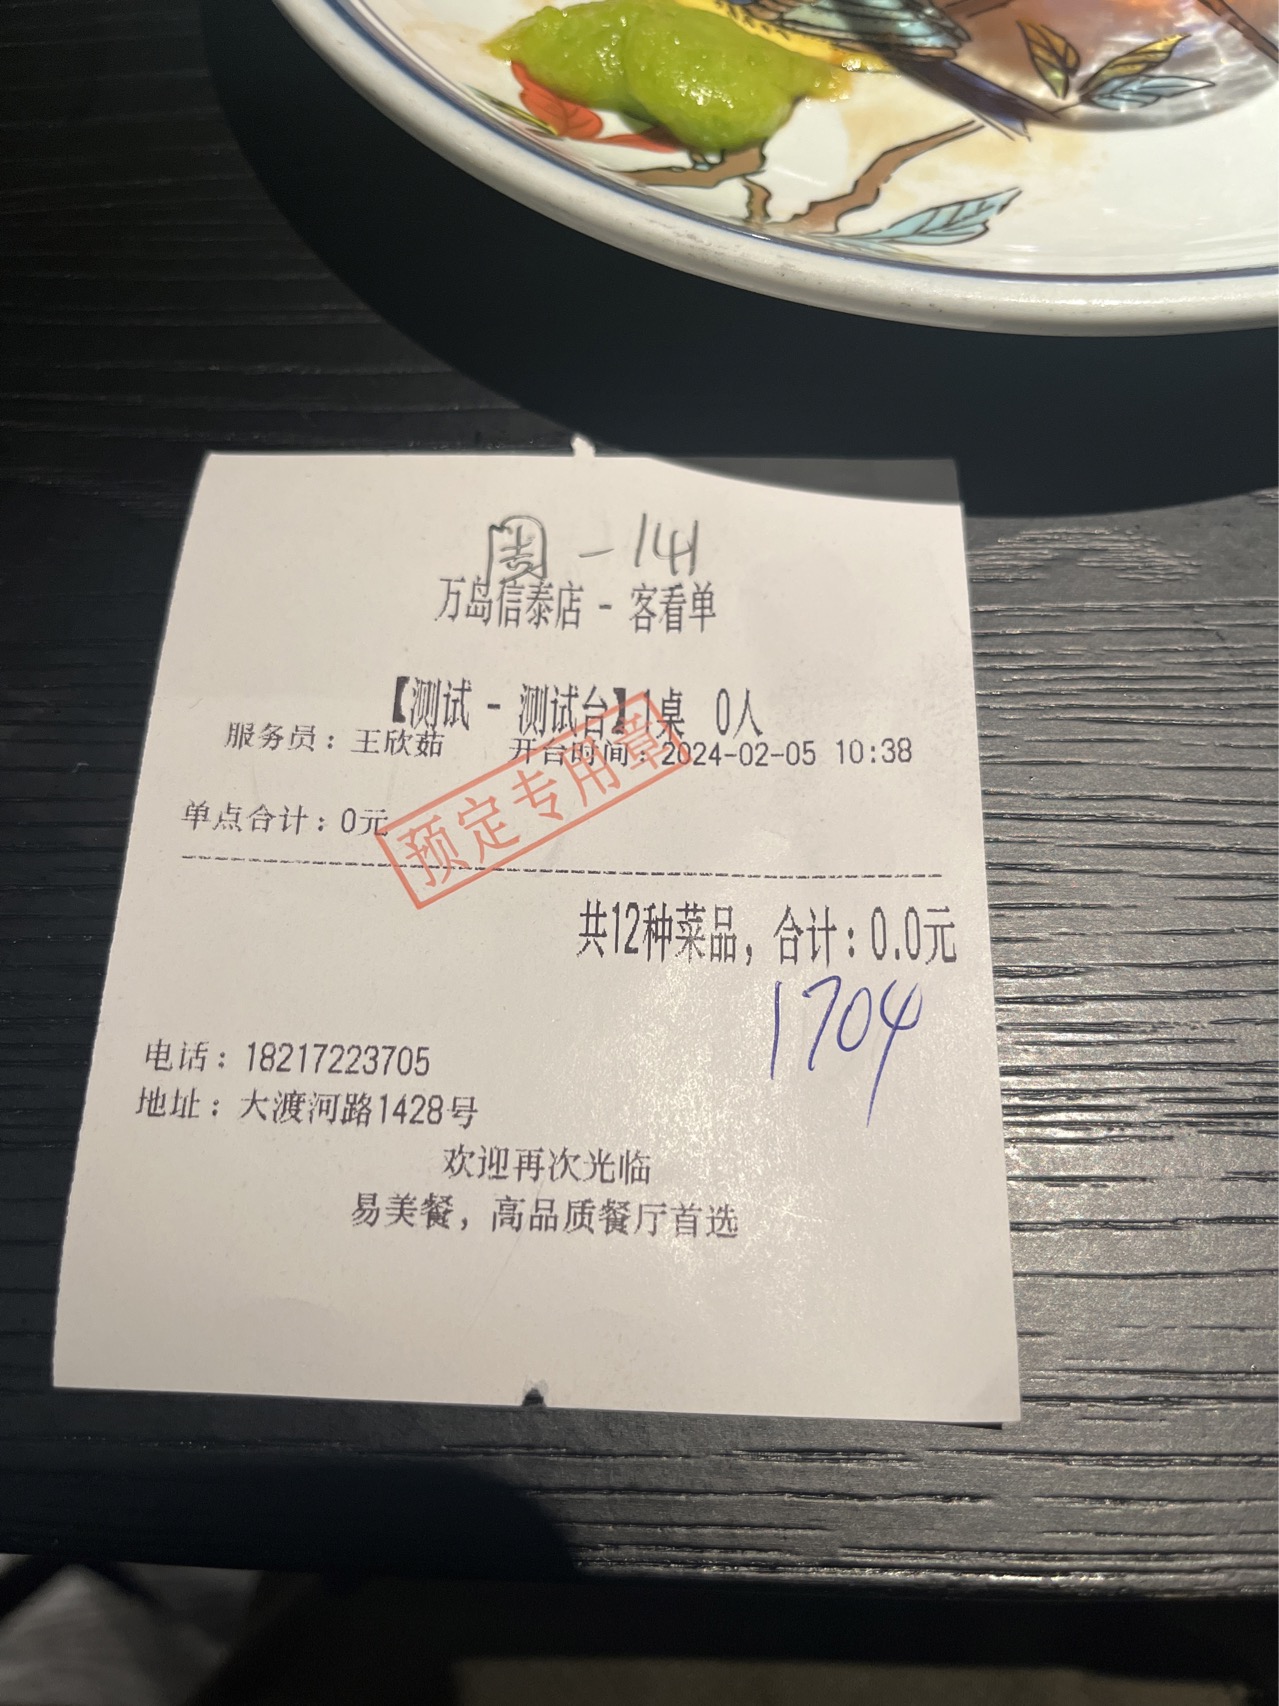 周 - 141
万岛信泰店 - 客看单
【测试 - 测试台】1桌 0人
服务员：王欣茹 开台时间：2024-02-05 10:38
预定专用章
单点合计：0元
共12种菜品，合计：0.0元
1704
电话：18217223705
地址：大渡河路1428号
欢迎再次光临
易美餐，高品质餐厅首选